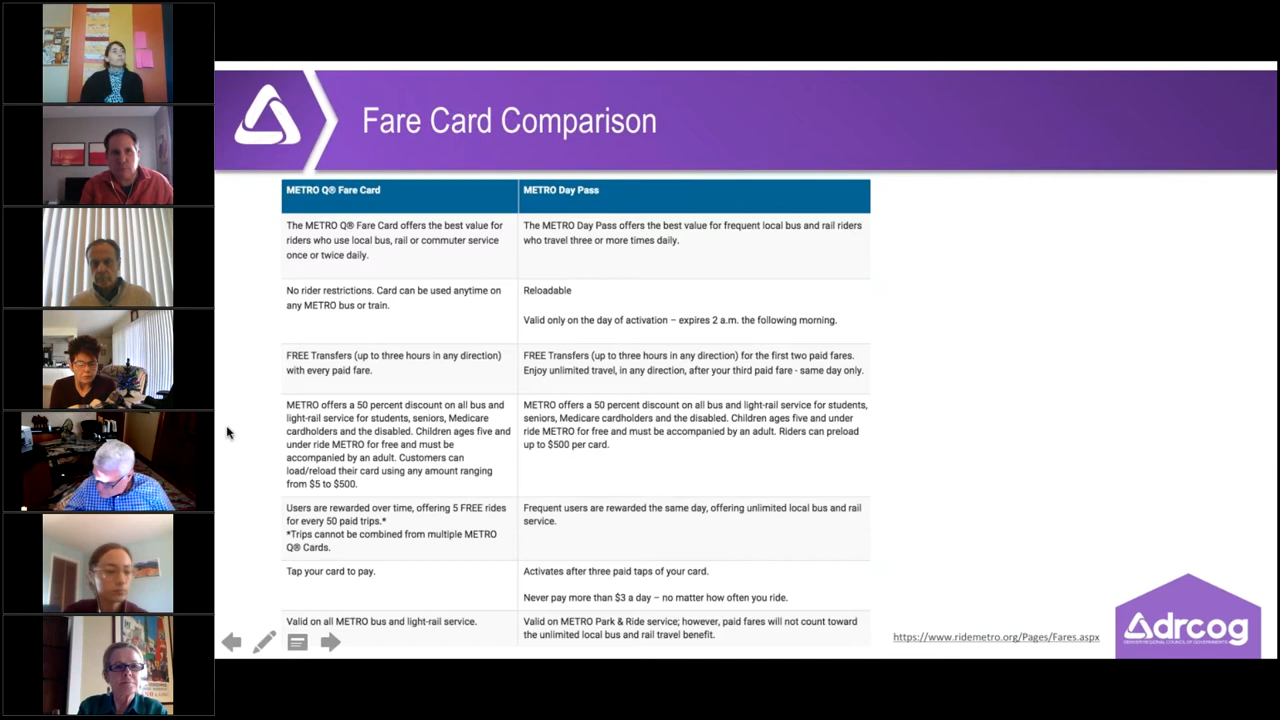 Fare Card Comparison
METRO Q® Fare Card
METRO Day Pass
The METRO Q® Fare Card offers the best value for
riders who use local bus, rail or commuter service
once or twice daily.
The METRO Day Pass offers the best value for frequent local bus and rail riders
who travel three or more times daily.
No rider restrictions. Card can be used anytime on
any METRO bus or train.
Reloadable
Valid only on the day of activation – expires 2 a.m. the following morning.
FREE Transfers (up to three hours in any direction)
with every paid fare.
FREE Transfers (up to three hours in any direction) for the first two paid fares.
Enjoy unlimited travel, in any direction, after your third paid fare - same day only.
METRO offers a 50 percent discount on all bus and
light-rail service for students, seniors, Medicare
cardholders and the disabled. Children ages five and
under ride METRO for free and must be
accompanied by an adult. Customers can
load/reload their card using any amount ranging
from $5 to $500.
METRO offers a 50 percent discount on all bus and light-rail service for students,
seniors, Medicare cardholders and the disabled. Children ages five and under
ride METRO for free and must be accompanied by an adult. Riders can preload
up to $500 per card.
Users are rewarded over time, offering 5 FREE rides
for every 50 paid trips.*
*Trips cannot be combined from multiple METRO
Q® Cards.
Frequent users are rewarded the same day, offering unlimited local bus and rail
service.
Tap your card to pay.
Activates after three paid taps of your card.
Never pay more than $3 a day – no matter how often you ride.
Valid on all METRO bus and light-rail service.
Valid on METRO Park & Ride service; however, paid fares will not count toward
the unlimited local bus and rail travel benefit.
https://www.ridemetro.org/Pages/Fares.aspx
drcog
DENVER REGIONAL COUNCIL OF GOVERNMENTS